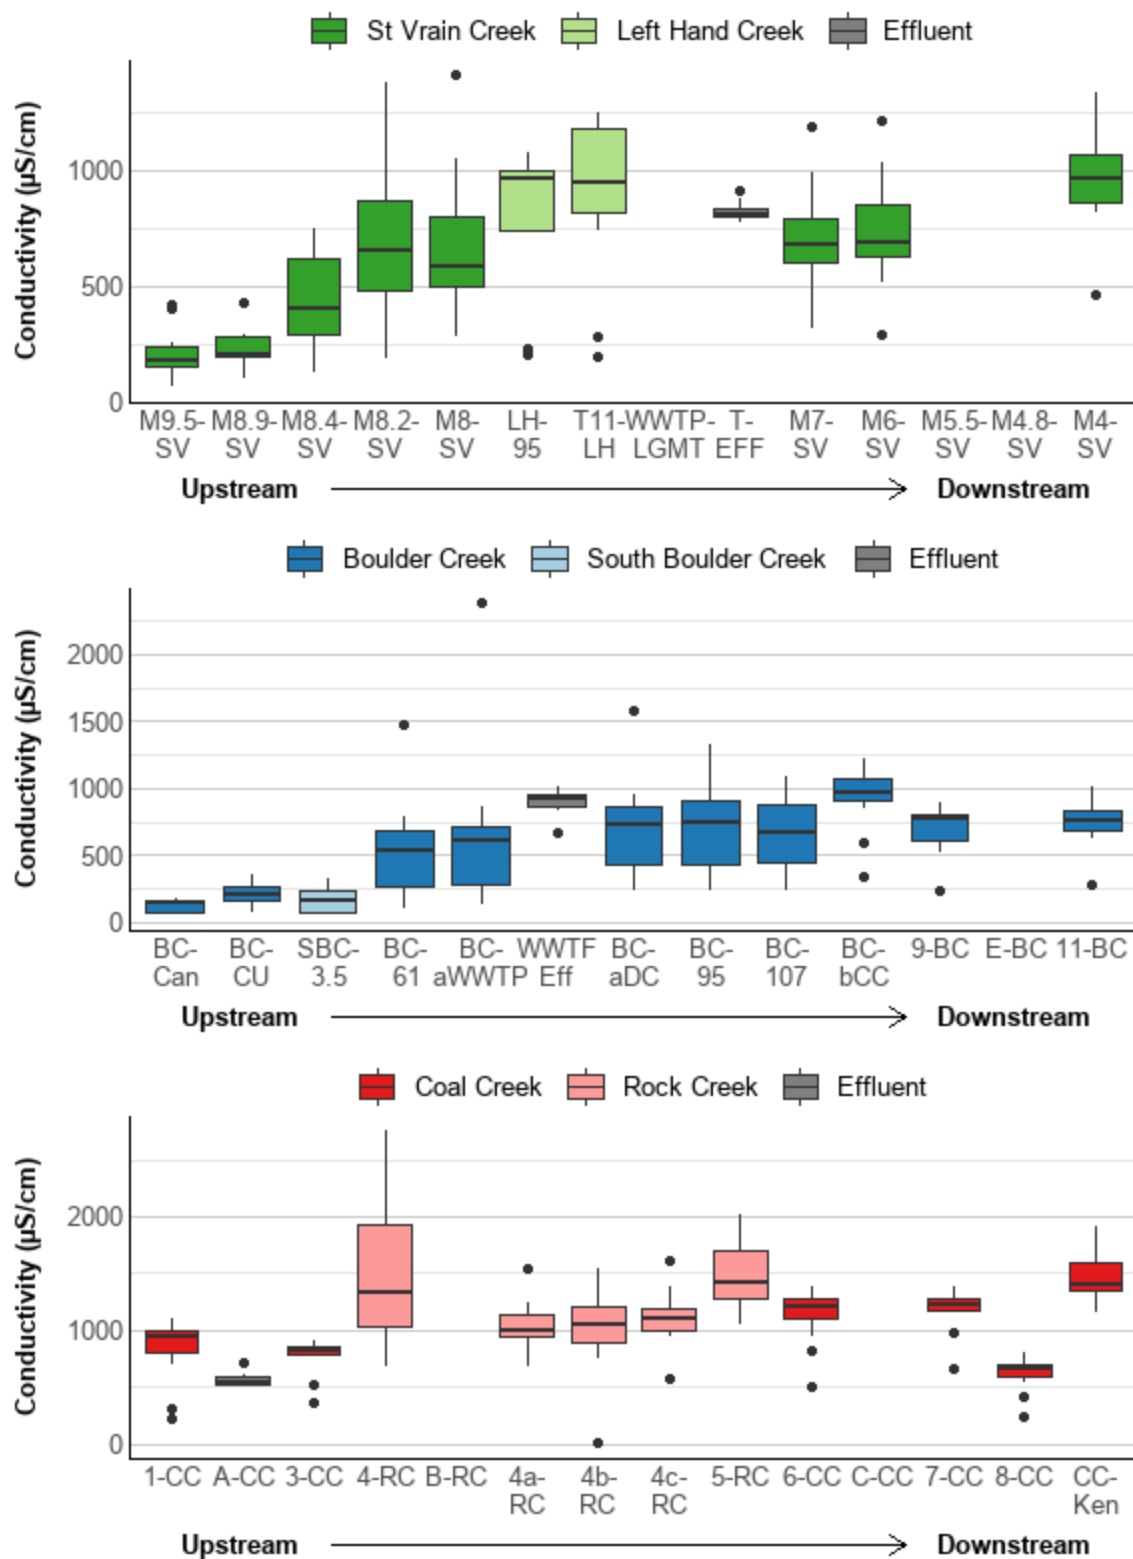 St Vrain Creek Left Hand Creek Effluent
Conductivity (µS/cm)
1000
500
0
M9.5- M8.9- M8.4- M8.2- M8- LH- T11- WWTP- T- M7- M6- M5.5- M4.8- M4-
SV SV SV SV SV 95 LH LGMT EFF SV SV SV SV SV
Upstream Downstream
Boulder Creek South Boulder Creek Effluent
Conductivity (µS/cm)
2000
1500
1000
500
0
BC- BC- SBC- BC- BC- WWTF BC- BC- BC- BC- 9-BC E-BC 11-BC
Can CU 3.5 61 aWWTP Eff aDC 95 107 bCC
Upstream Downstream
Coal Creek Rock Creek Effluent
Conductivity (µS/cm)
2000
1000
0
1-CC A-CC 3-CC 4-RC B-RC 4a- 4b- 4c- 5-RC 6-CC C-CC 7-CC 8-CC CC-
RC RC RC Ken
Upstream Downstream